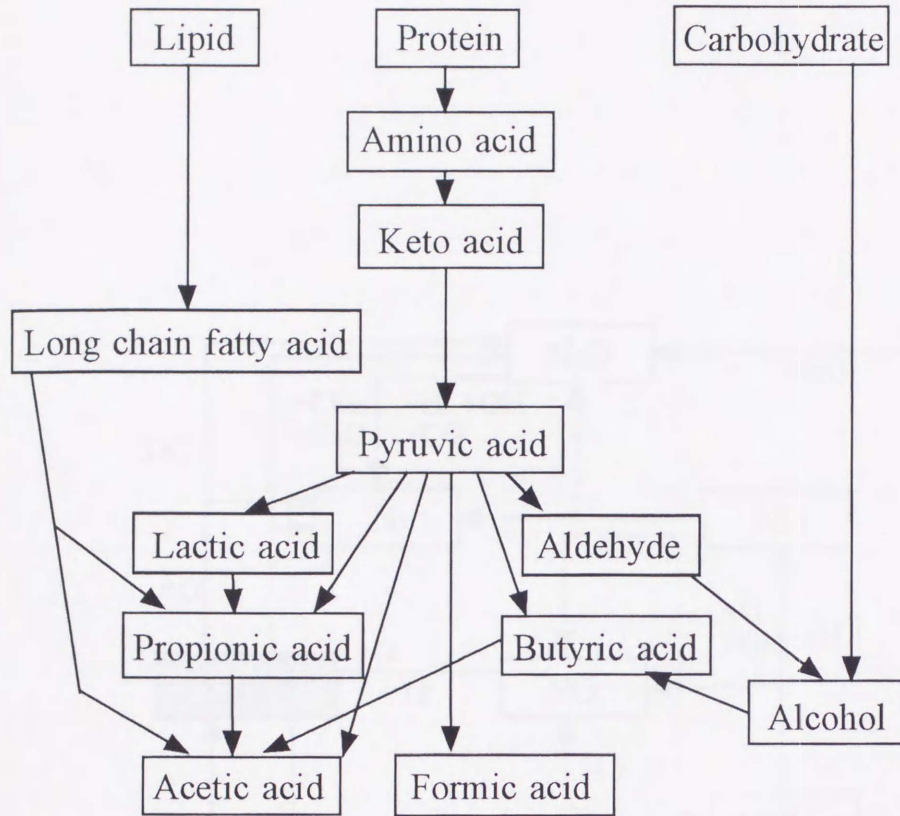 Lipid
Protein
Carbohydrate
Amino acid
Keto acid
Long chain fatty acid
Pyruvic acid
Lactic acid
Aldehyde
Propionic acid
Butyric acid
Alcohol
Acetic acid
Formic acid